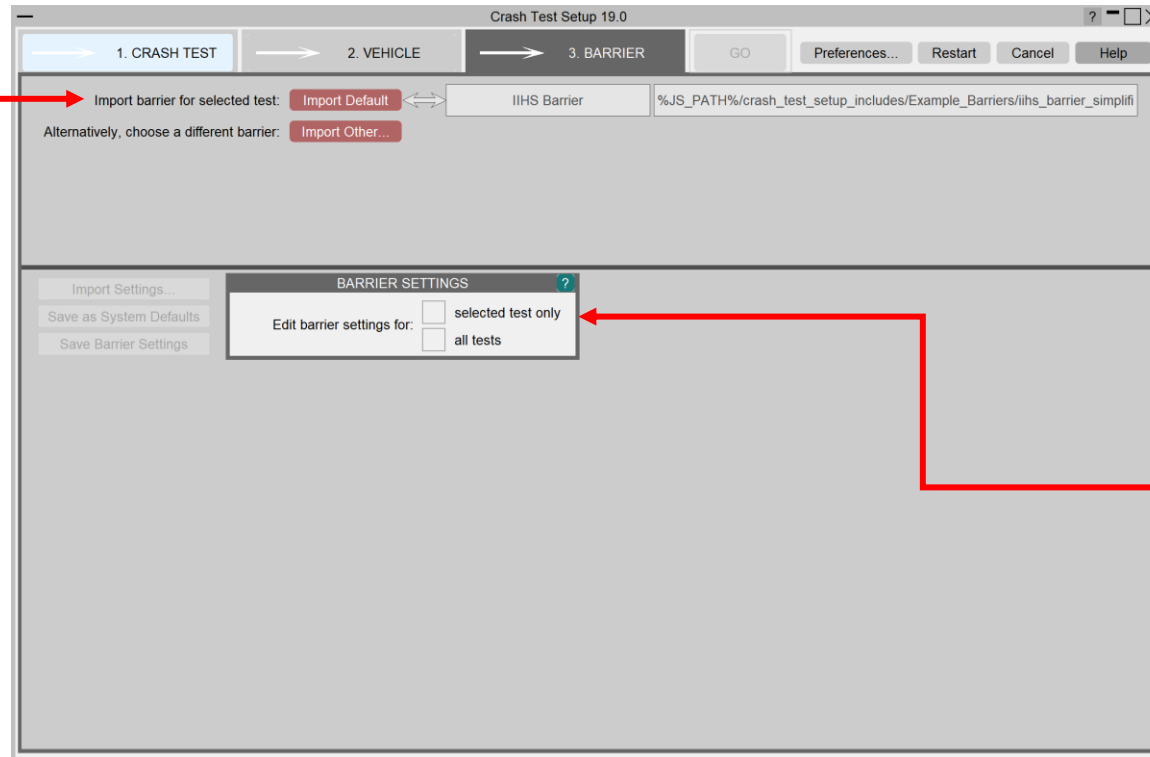 Crash Test Setup 19.0 ?
1. CRASH TEST 2. VEHICLE 3. BARRIER GO Preferences... Restart Cancel Help
Import barrier for selected test: Import Default IIHS Barrier %JS_PATH%/crash_test_setup_includes/Example_Barriers/iihs_barrier_simplifi
Alternatively, choose a different barrier: Import Other...
Import Settings... BARRIER SETTINGS ?
Save as System Defaults Edit barrier settings for: selected test only
Save Barrier Settings all tests